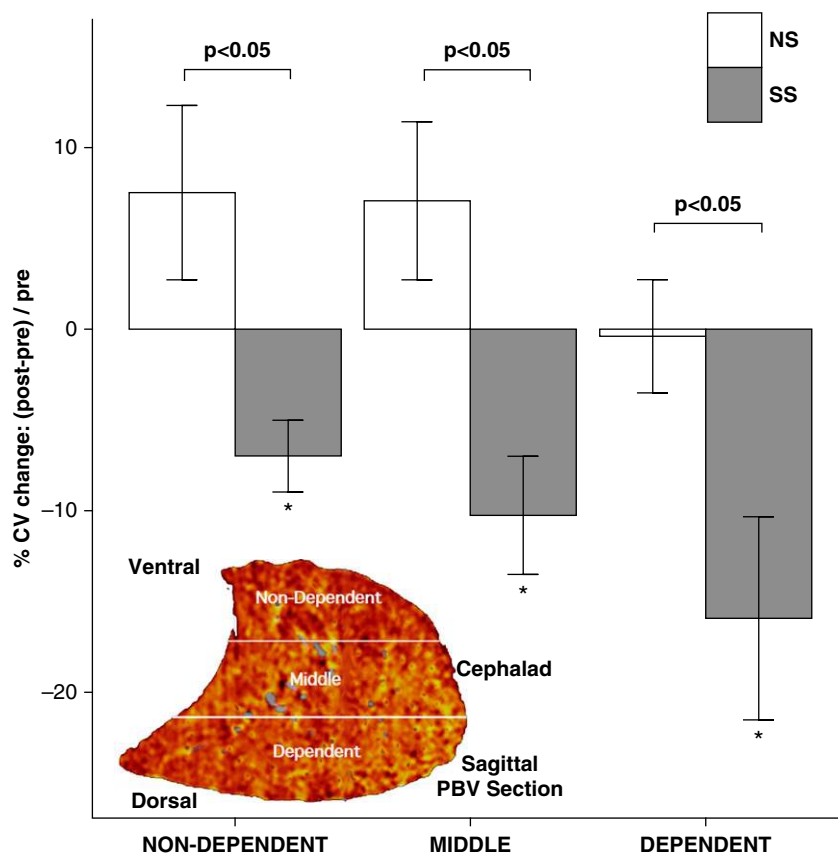 NS
SS
p<0.05
p<0.05
p<0.05
10
0
–10
–20
% CV change: (post-pre) / pre
*
*
*
Ventral
Non-Dependent
Middle
Cephalad
Dependent
Sagittal
PBV Section
Dorsal
NON-DEPENDENT
MIDDLE
DEPENDENT